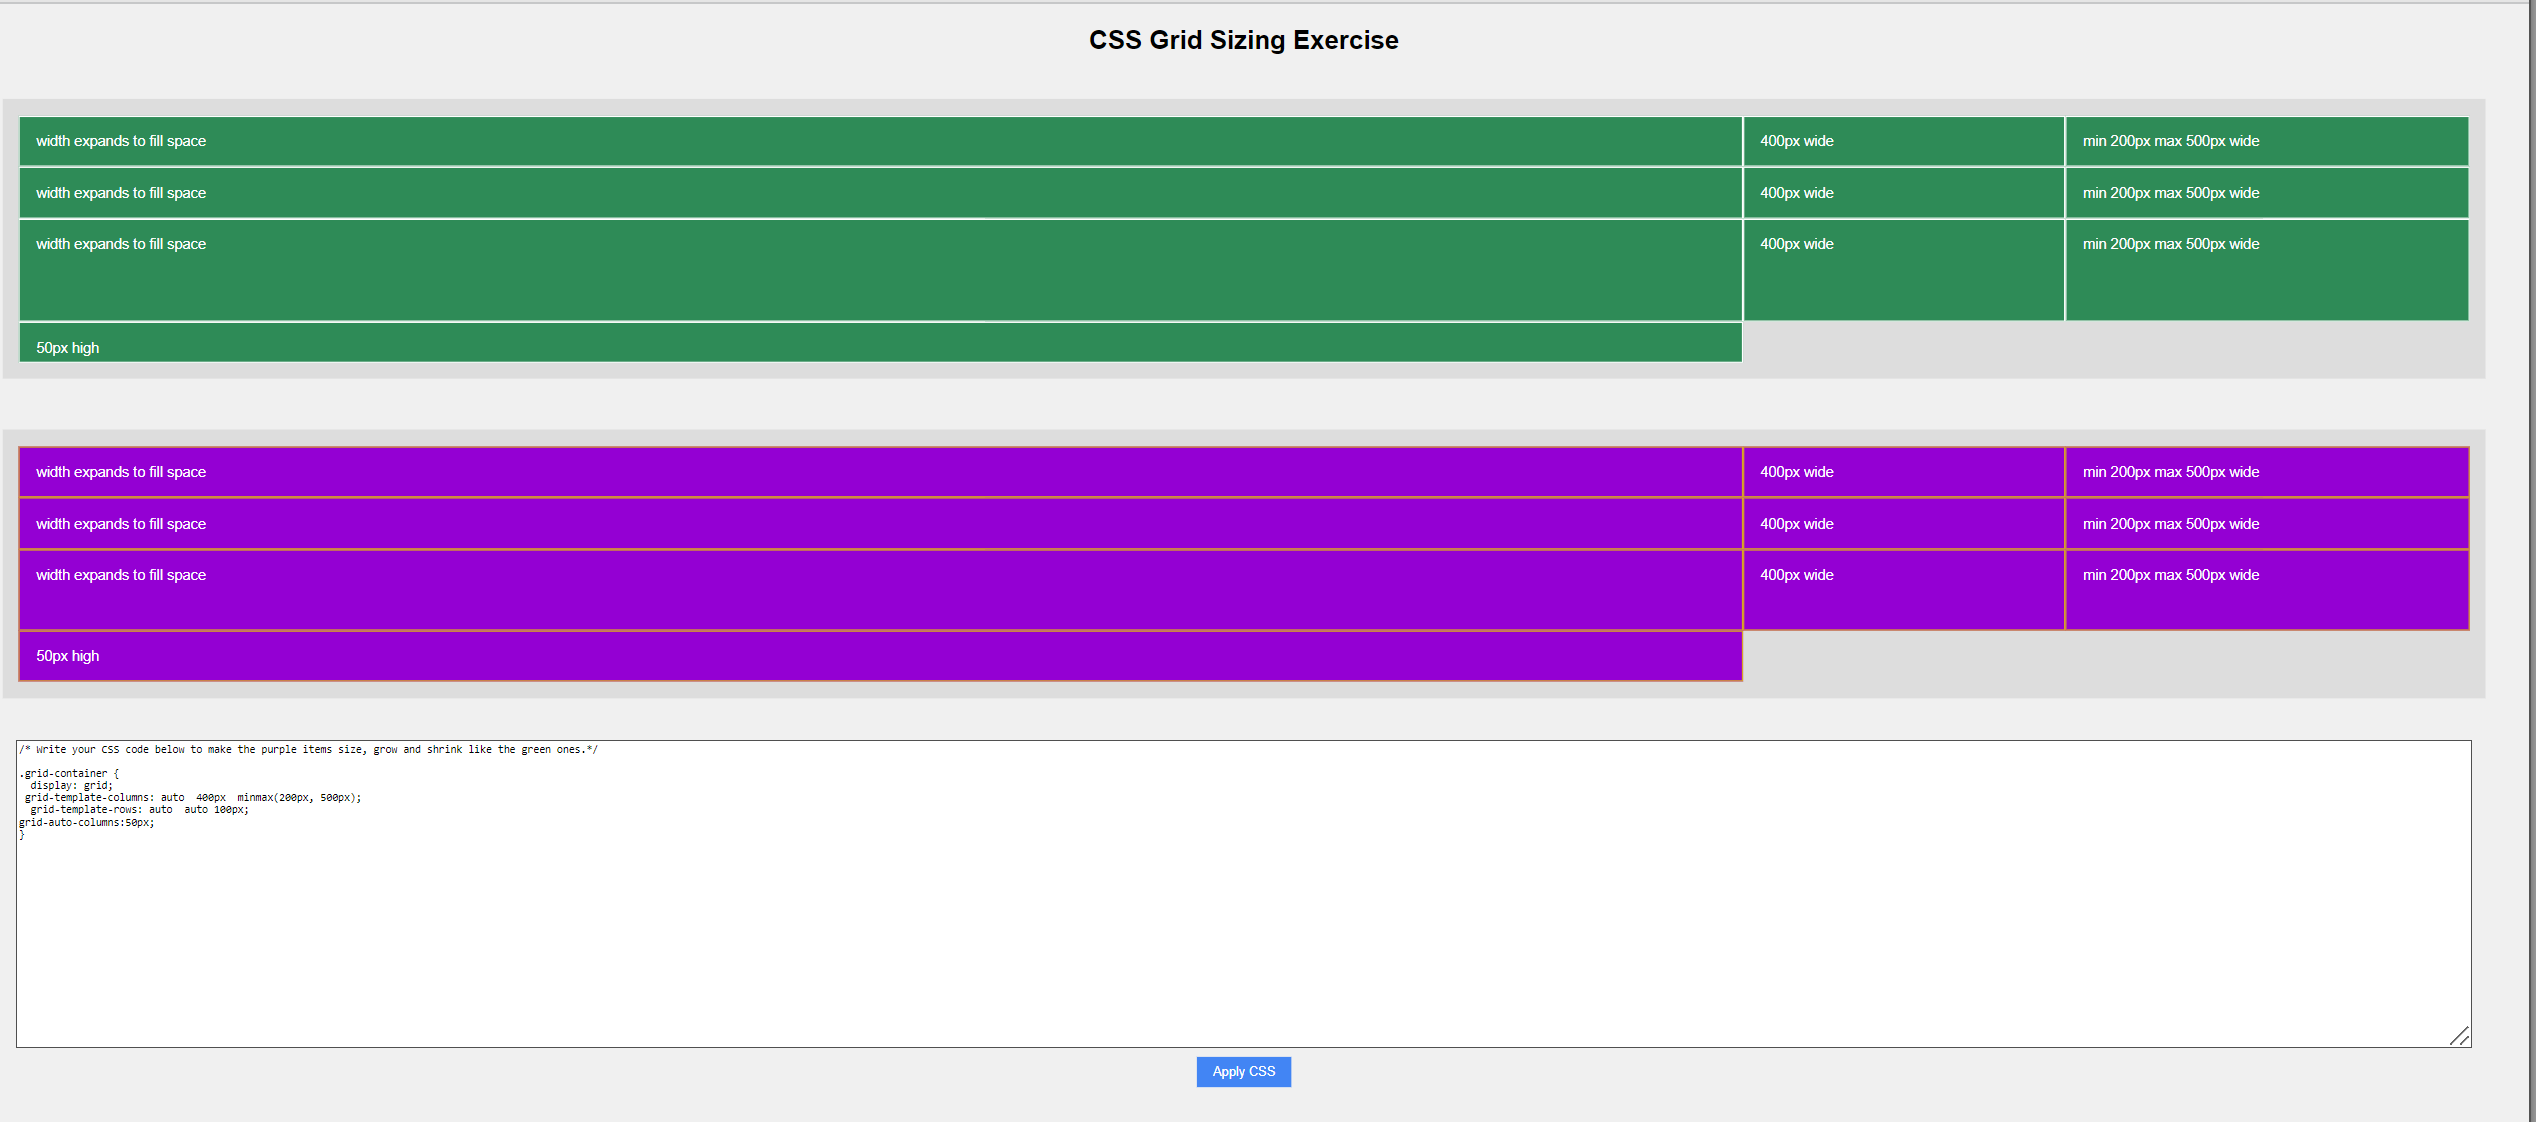 CSS Grid Sizing Exercise
width expands to fill space 400px wide min 200px max 500px wide
width expands to fill space 400px wide min 200px max 500px wide
width expands to fill space 400px wide min 200px max 500px wide
50px high
width expands to fill space 400px wide min 200px max 500px wide
width expands to fill space 400px wide min 200px max 500px wide
width expands to fill space 400px wide min 200px max 500px wide
50px high
/* Write your CSS code below to make the purple items size, grow and shrink like the green ones.*/
.grid-container {
display: grid;
grid-template-columns: auto 400px minmax(200px, 500px);
grid-template-rows: auto auto 100px;
grid-auto-columns:50px;
}
Apply CSS